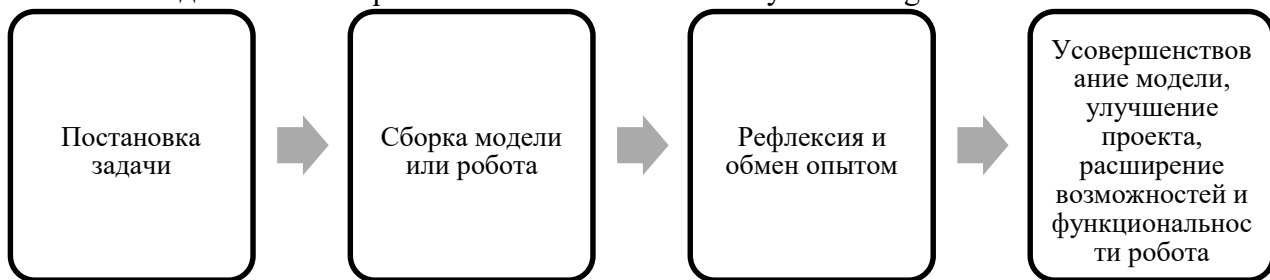 Постановка
задачи
Сборка модели
или робота
Рефлексия и
обмен опытом
Усовершенствов
ание модели,
улучшение
проекта,
расширение
возможностей и
функциональнос
ти робота